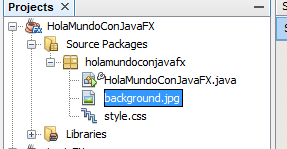 Projects
HolaMundoConJavaFX
Source Packages
holamundoconjavafx
HolaMundoConJavaFX.java
background.jpg
style.css
Libraries